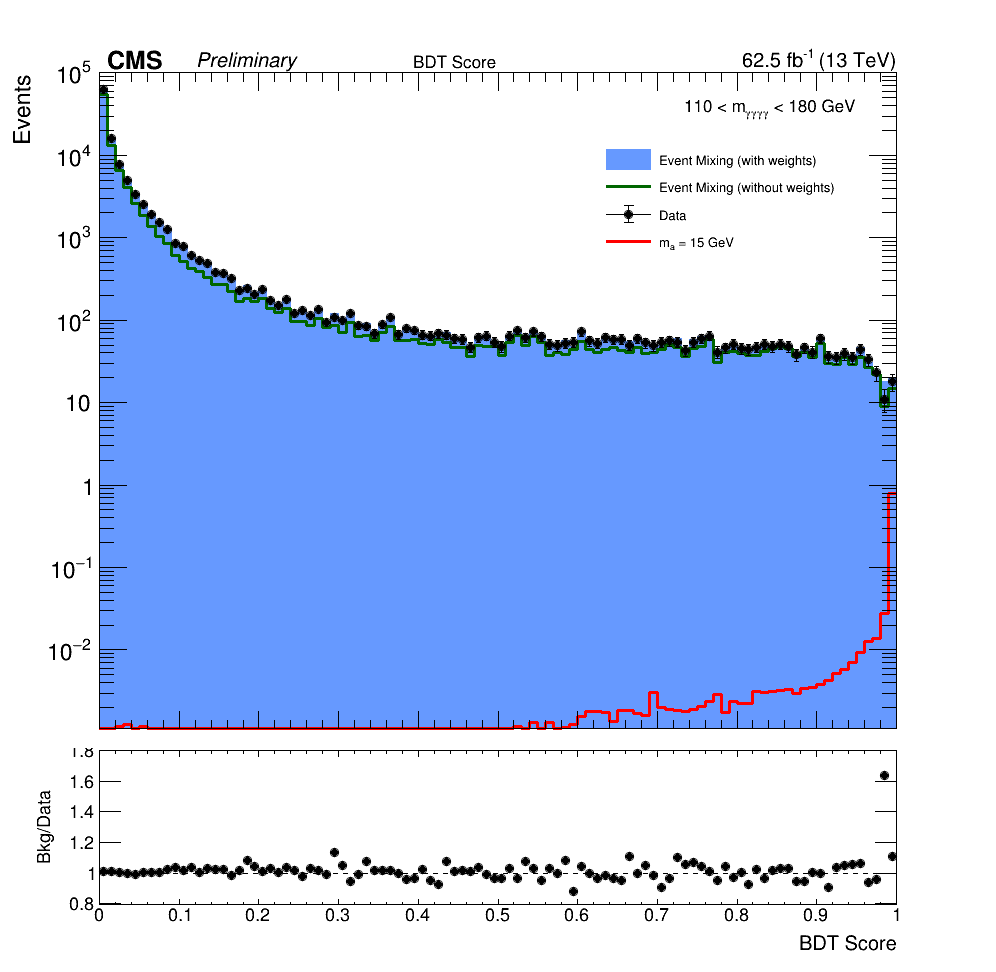 CMS Preliminary BDT Score 62.5 fb⁻¹ (13 TeV)
Events
110 < mγγγγ < 180 GeV
Event Mixing (with weights)
Event Mixing (without weights)
Data
mₐ = 15 GeV
10⁵
10⁴
10³
10²
10
1
10⁻¹
10⁻²
Bkg/Data
1.8
1.6
1.4
1.2
1
0.8
0 0.1 0.2 0.3 0.4 0.5 0.6 0.7 0.8 0.9 1
BDT Score